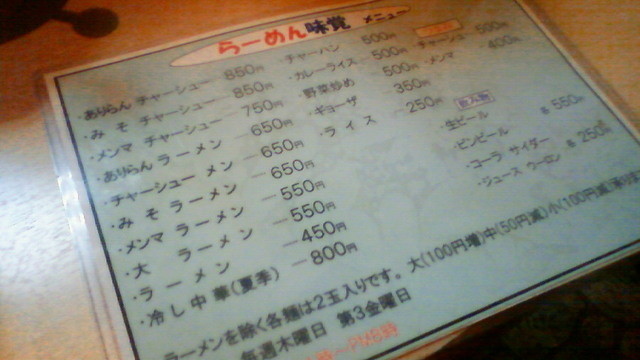 らーめん味覚 メニュー
・ありらん チャーシュー 850円
・みそ チャーシュー 850円
・メンマ チャーシュー 750円
・ありらん ラーメン 650円
・チャーシュー メン 650円
・みそ ラーメン 650円
・メンマ ラーメン 550円
・大 ラーメン 550円
・ラーメン 450円
・冷し中華(夏季) 800円
・チャーハン 500円
・カレーライス 500円
・野菜炒め 500円
・ギョーザ 350円
・ライス 250円
・チャーシュー 500円
・メンマ 400円
・生ビール
・ビンビール 各 550円
・コーラ サイダー
・ジュース ウーロン 各 250円
ラーメンを除く各麺は2玉入りです。大(100円増)中(50円減)小(100円減)
毎週木曜日 第3金曜日